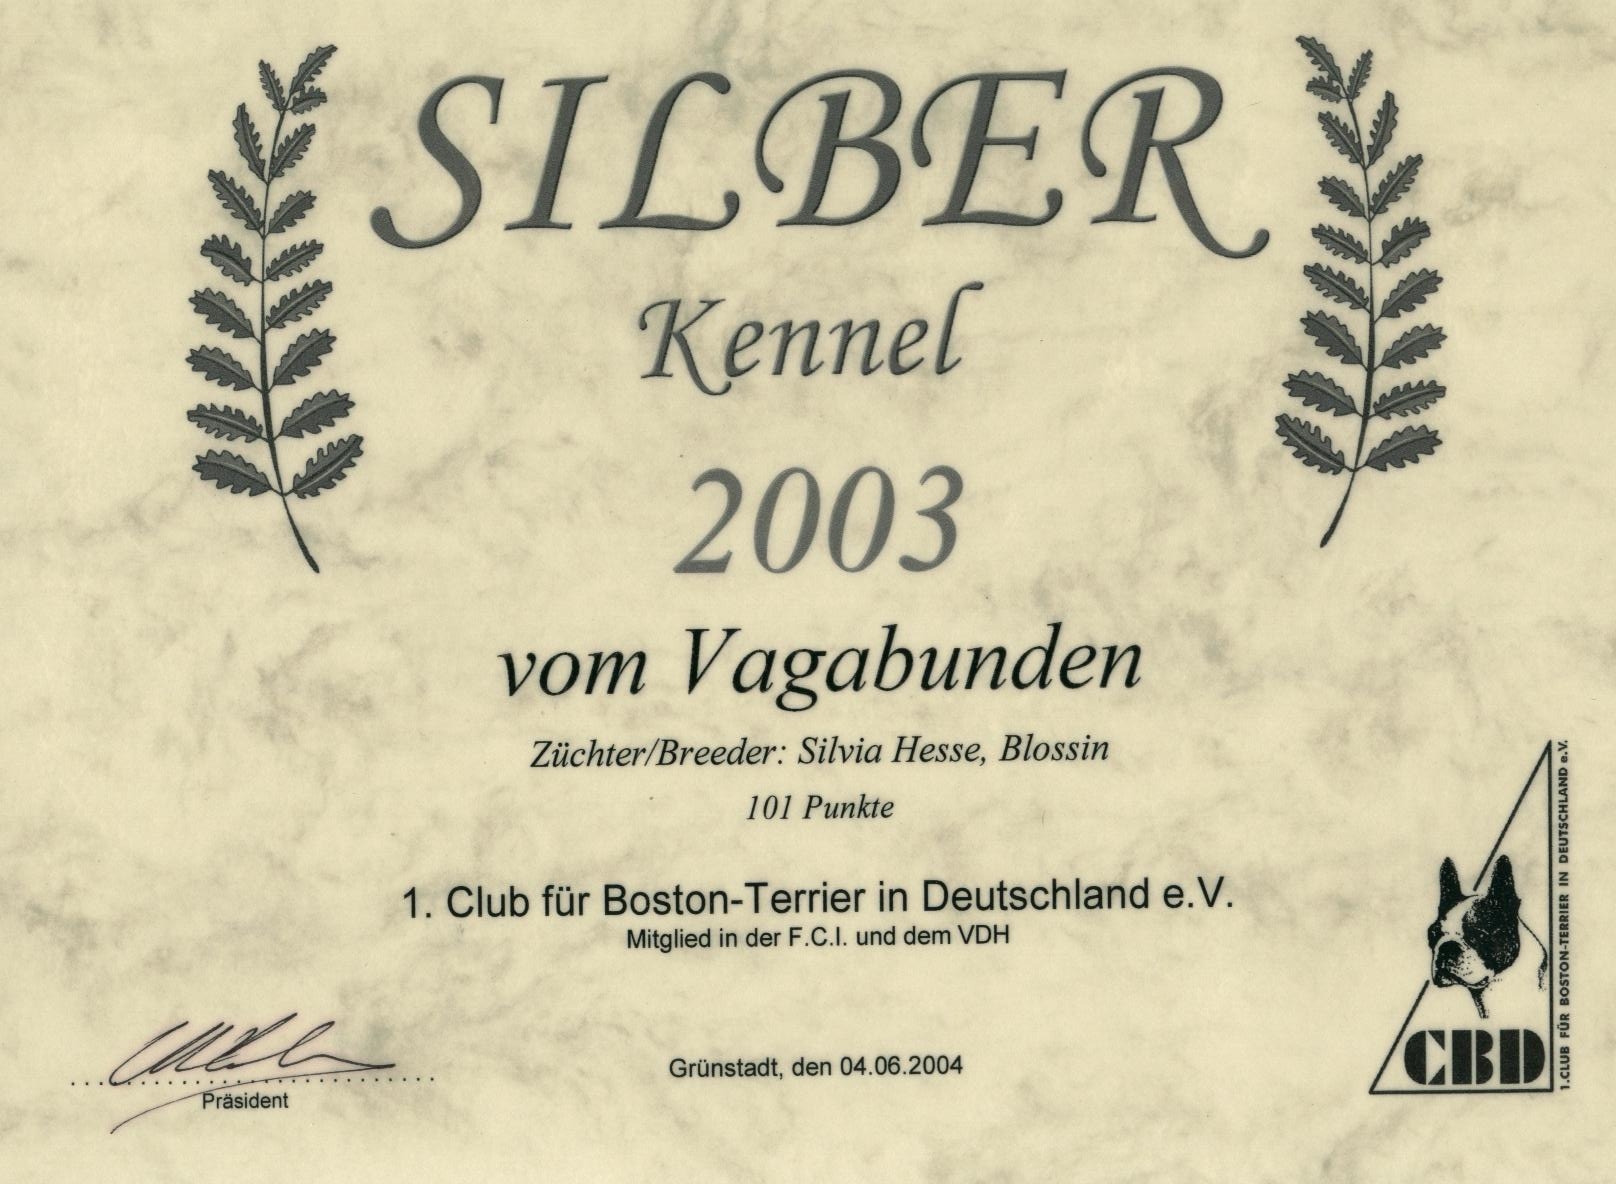 SILBER
Kennel
2003
vom Vagabunden
Züchter/Breeder: Silvia Hesse, Blossin
101 Punkte
1. Club für Boston-Terrier in Deutschland e.V.
Mitglied in der F.C.I. und dem VDH
Grünstadt, den 04.06.2004
Präsident
CBD
1.CLUB FÜR BOSTON-TERRIER IN DEUTSCHLAND e.V.